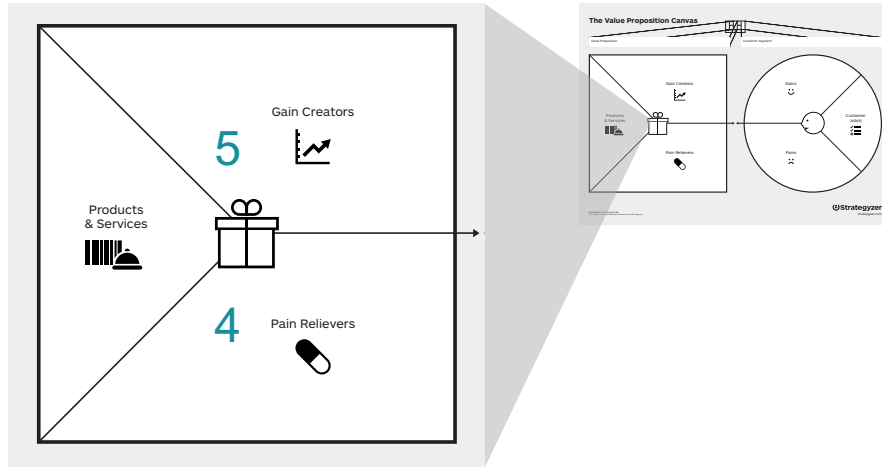 Gain Creators
5
Products
& Services
4
Pain Relievers
The Value Proposition Canvas
Value Proposition
Customer Segment
Gain Creators
Gains
Products
& Services
Customer
Job(s)
Pain Relievers
Pains
Strategyzer
strategyzer.com